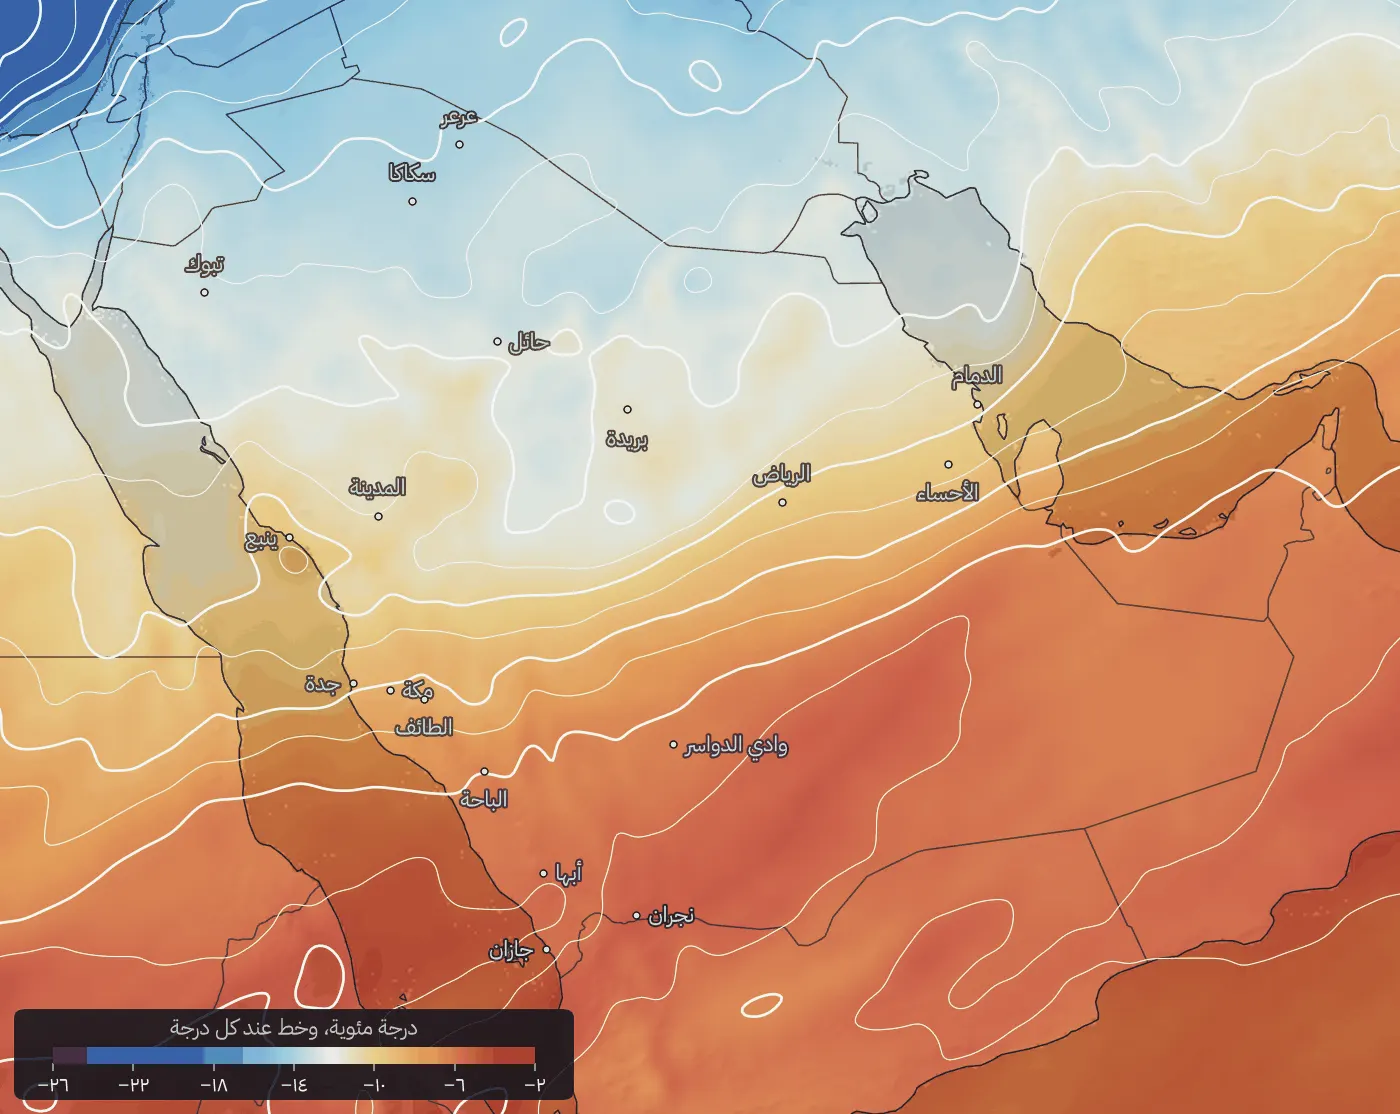 عرعر
سكاكا
تبوك
حائل
الدمام
بريدة
الرياض
الأحساء
المدينة
ينبع
جدة
مكة
الطائف
وادي الدواسر
الباحة
أبها
نجران
جازان
درجة مئوية، وخط عند كل درجة
−٢٦ −٢٢ −١٨ −١٤ −١٠ −٦ −٢